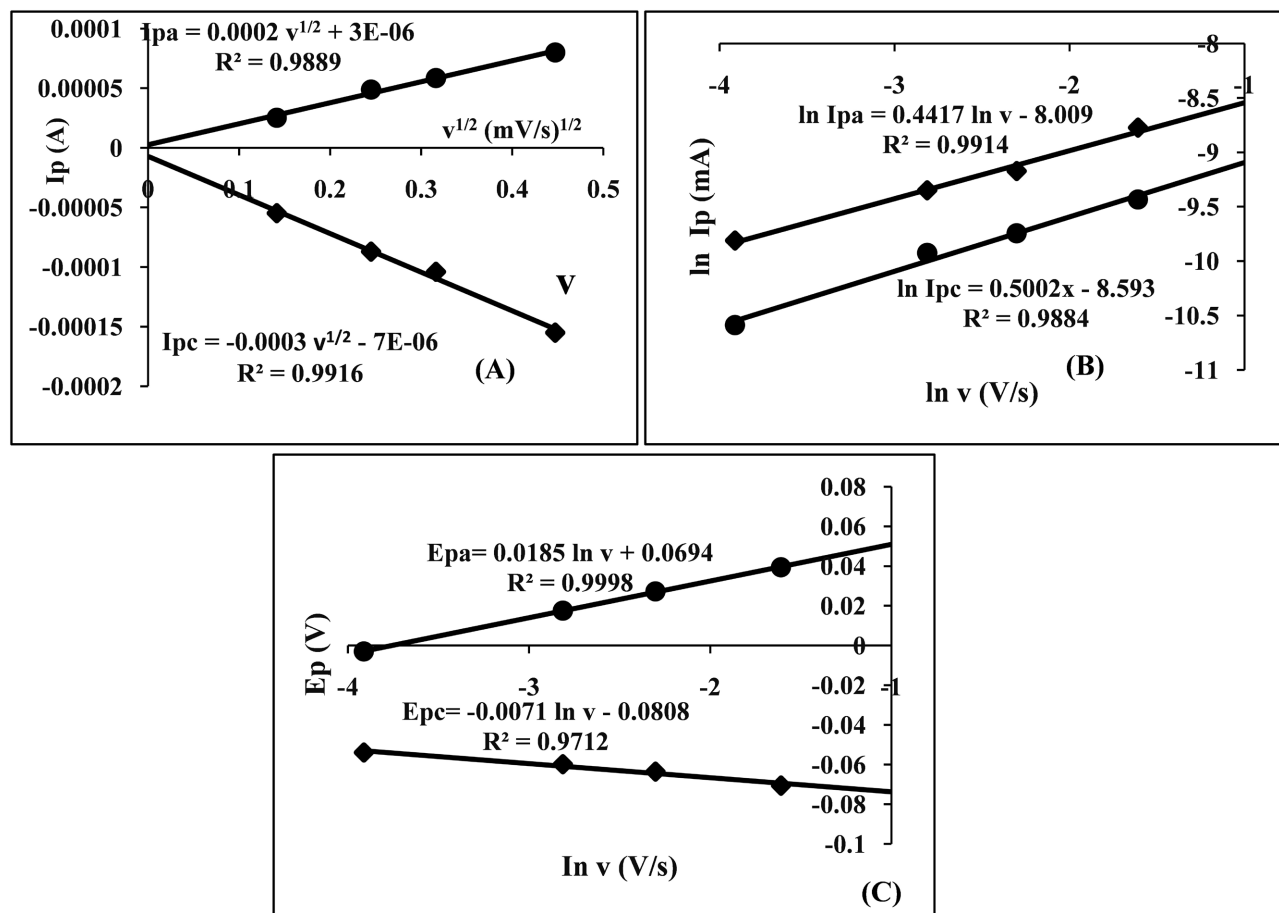 0.0001
Ipa = 0.0002 v^1/2 + 3E-06
R² = 0.9889
0.00005
v^1/2 (mV/s)^1/2
0
0 0.1 0.2 0.3 0.4 0.5
Ip (A)
-0.00005
-0.0001
v
-0.00015
Ipc = -0.0003 v^1/2 - 7E-06
R² = 0.9916
(A)
-0.0002
-8
-4 -3 -2 -1
-8.5
ln Ipa = 0.4417 ln v - 8.009
R² = 0.9914
-9
ln Ip (mA)
-9.5
-10
ln Ipc = 0.5002x - 8.593
R² = 0.9884
-10.5
(B)
-11
ln v (V/s)
0.08
0.06
Epa= 0.0185 ln v + 0.0694
R² = 0.9998
0.04
0.02
0
Ep (V)
-4 -3 -2 -1
-0.02
Epc= -0.0071 ln v - 0.0808
R² = 0.9712
-0.04
-0.06
-0.08
-0.1
In v (V/s)
(C)